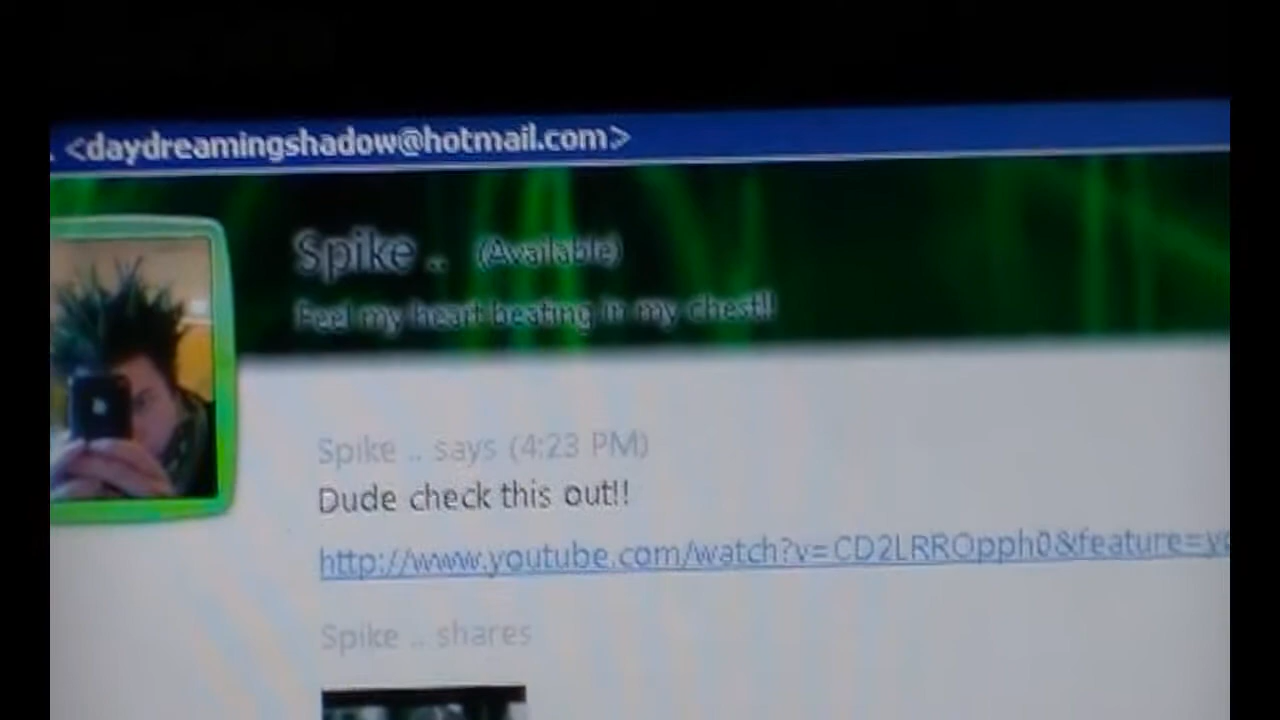 <daydreamingshadow@hotmail.com>
Spike .. (Available)
Feel my heart beating in my chest!!
Spike .. says (4:23 PM)
Dude check this out!!
http://www.youtube.com/watch?v=CD2LRROpph0&feature=yo
Spike .. shares